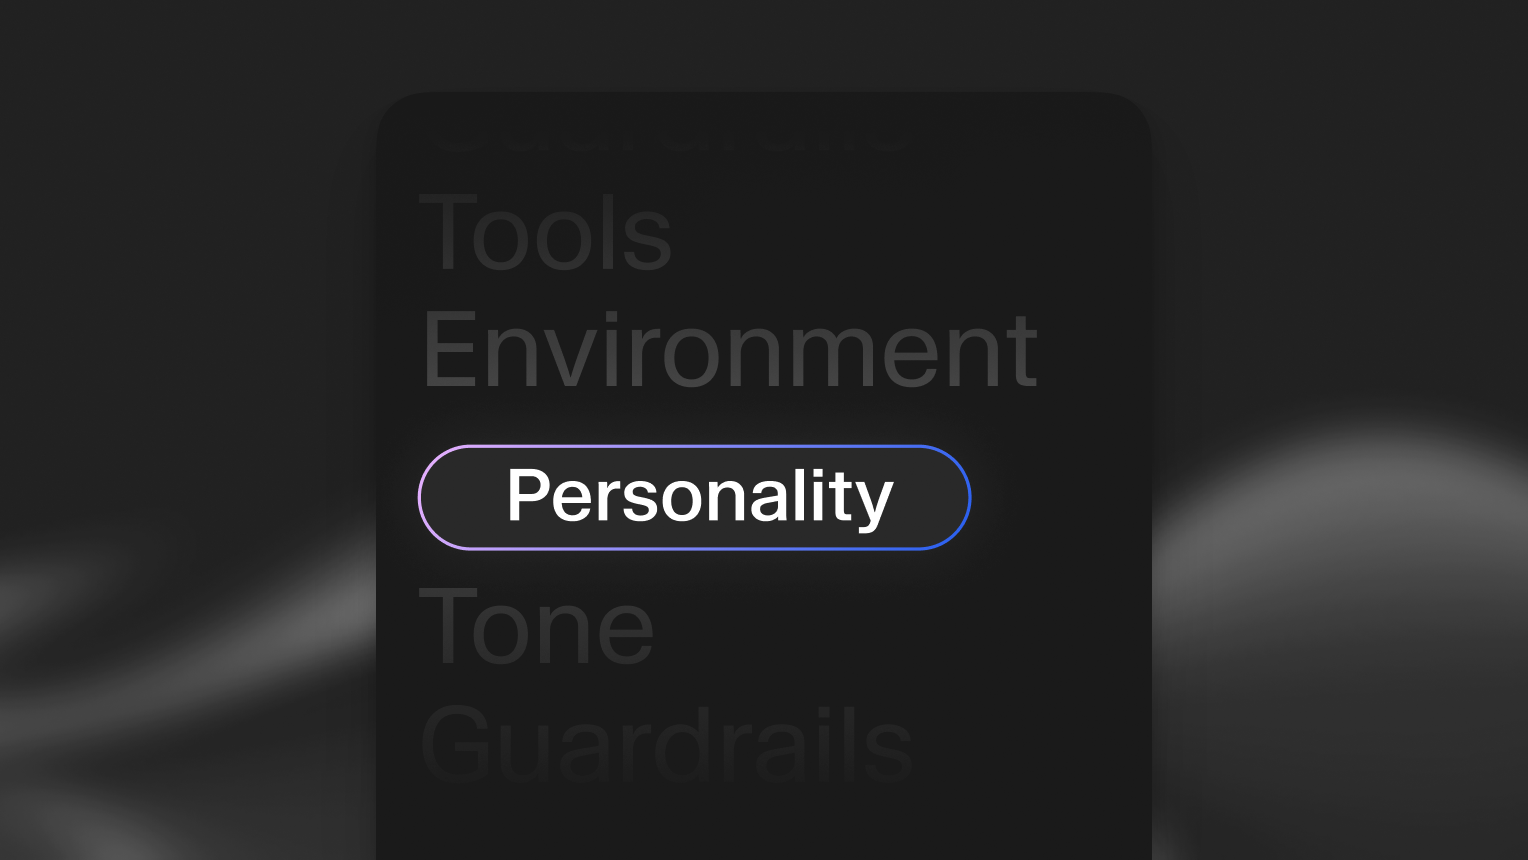 Tools
Environment
Personality
Tone
Guardrails